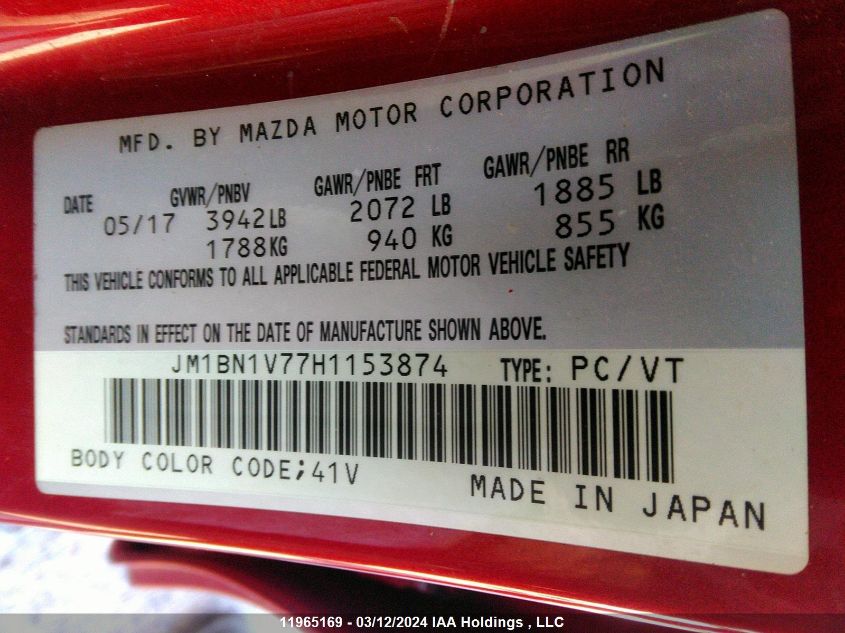 MFD. BY MAZDA MOTOR CORPORATION
DATE GVWR/PNBV GAWR/PNBE FRT GAWR/PNBE RR
05/17 3942LB 2072 LB 1885 LB
1788KG 940 KG 855 KG
THIS VEHICLE CONFORMS TO ALL APPLICABLE FEDERAL MOTOR VEHICLE SAFETY
STANDARDS IN EFFECT ON THE DATE OF MANUFACTURE SHOWN ABOVE.
JM1BN1V77H1153874 TYPE: PC/VT
BODY COLOR CODE;41V
MADE IN JAPAN
11965169 - 03/12/2024 IAA Holdings , LLC